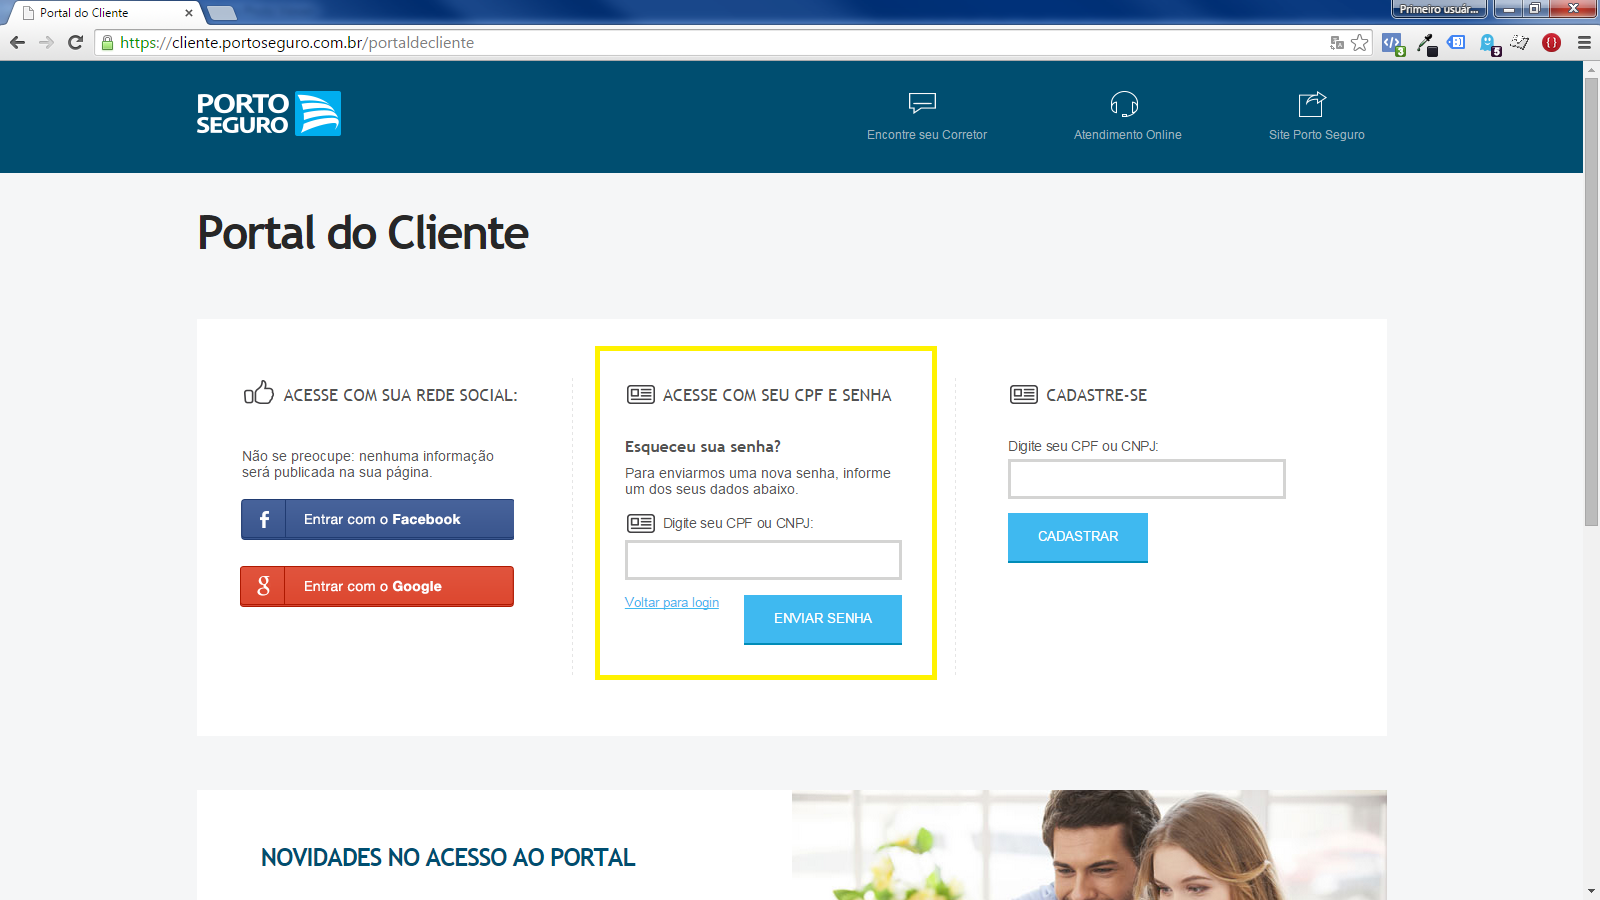 Portal do Cliente
Primeiro usuár...
https://cliente.portoseguro.com.br/portaldecliente
3
5
PORTO
SEGURO
Encontre seu Corretor
Atendimento Online
Site Porto Seguro
Portal do Cliente
ACESSE COM SUA REDE SOCIAL:
Não se preocupe: nenhuma informação
será publicada na sua página.
f
Entrar com o Facebook
g
Entrar com o Google
ACESSE COM SEU CPF E SENHA
Esqueceu sua senha?
Para enviarmos uma nova senha, informe
um dos seus dados abaixo.
Digite seu CPF ou CNPJ:
Voltar para login
ENVIAR SENHA
CADASTRE-SE
Digite seu CPF ou CNPJ:
CADASTRAR
NOVIDADES NO ACESSO AO PORTAL